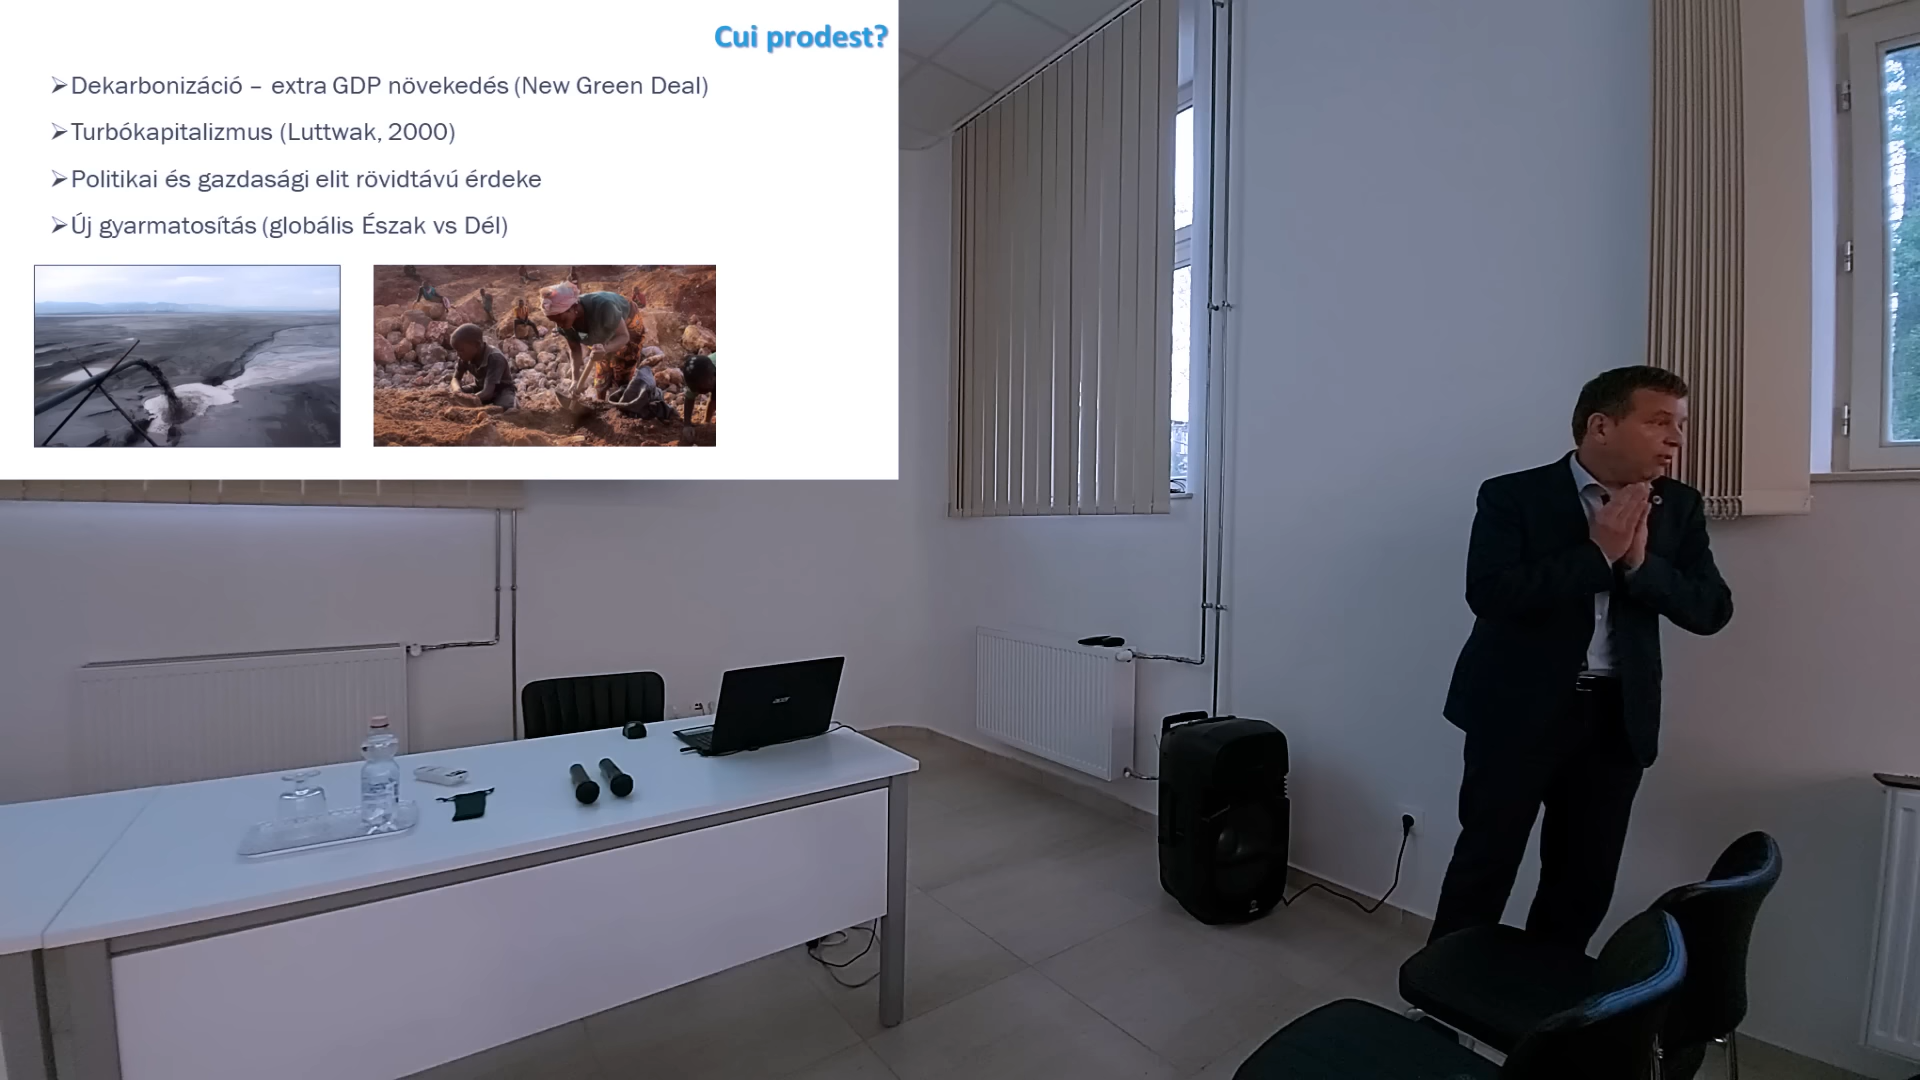 Cui prodest?
➢Dekarbonizáció – extra GDP növekedés (New Green Deal)
➢Turbókapitalizmus (Luttwak, 2000)
➢Politikai és gazdasági elit rövidtávú érdeke
➢Új gyarmatosítás (globális Észak vs Dél)
acer